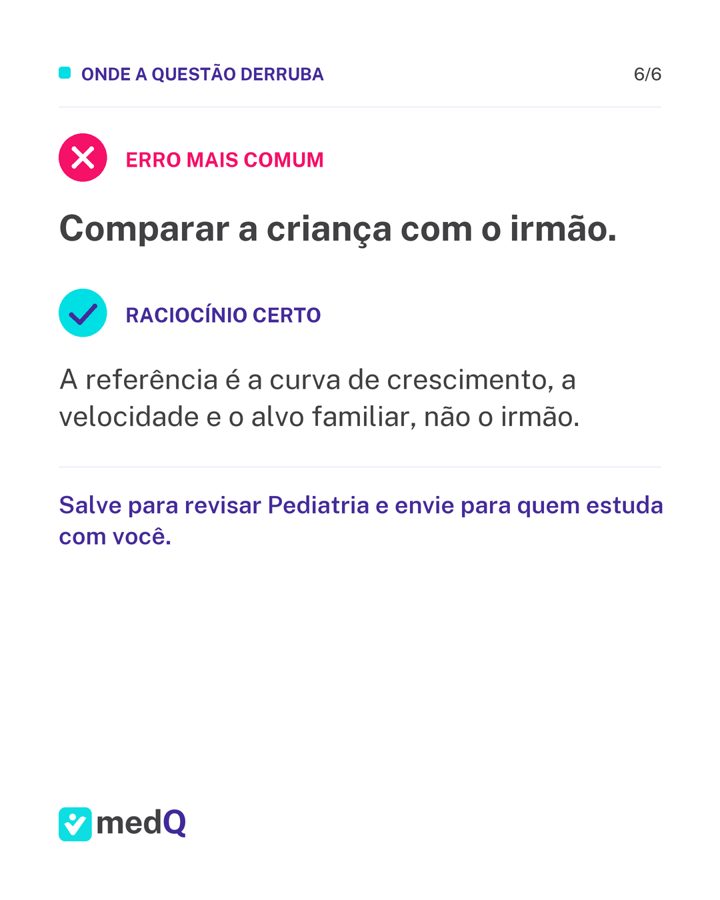 ONDE A QUESTÃO DERRUBA
6/6
ERRO MAIS COMUM
Comparar a criança com o irmão.
RACIOCÍNIO CERTO
A referência é a curva de crescimento, a
velocidade e o alvo familiar, não o irmão.
Salve para revisar Pediatria e envie para quem estuda
com você.
medQ